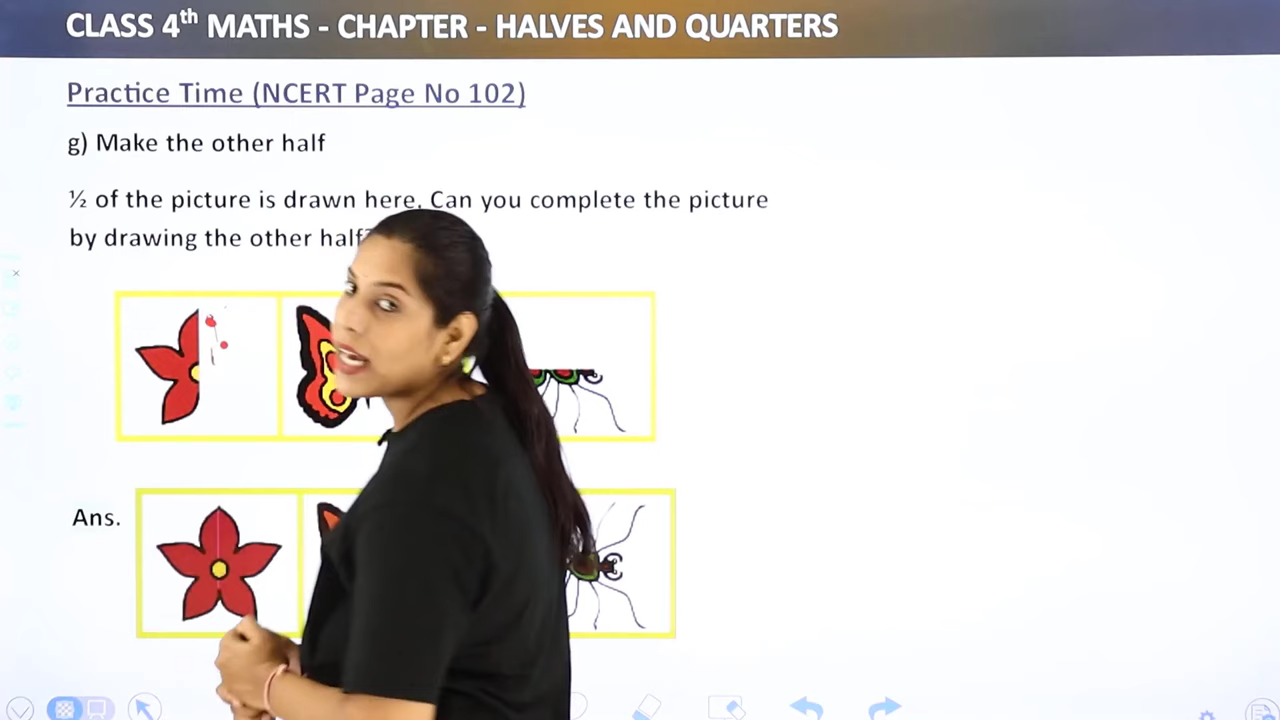 CLASS 4th MATHS - CHAPTER - HALVES AND QUARTERS
Practice Time (NCERT Page No 102)
g) Make the other half
½ of the picture is drawn here. Can you complete the picture
by drawing the other half?
Ans.